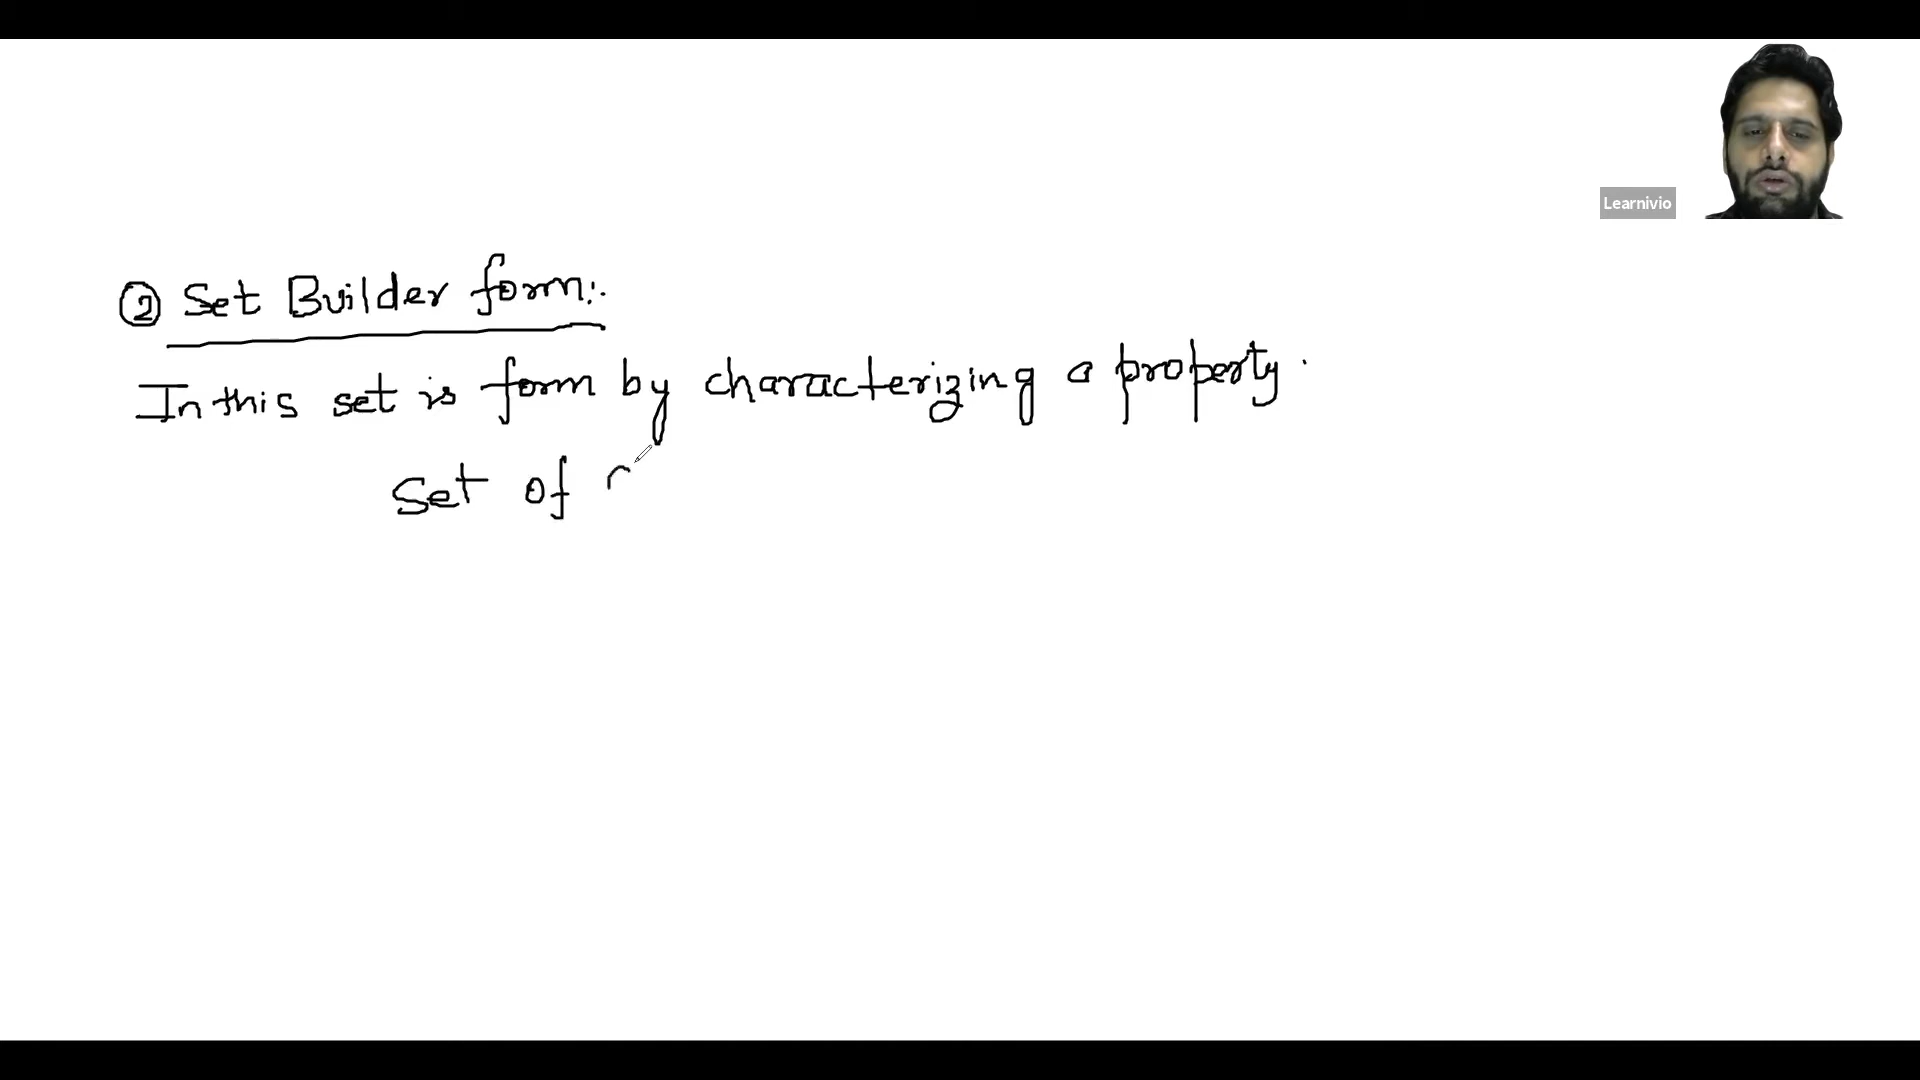 Learnivio
② Set Builder form:.
In this set is form by characterizing a property.
Set of